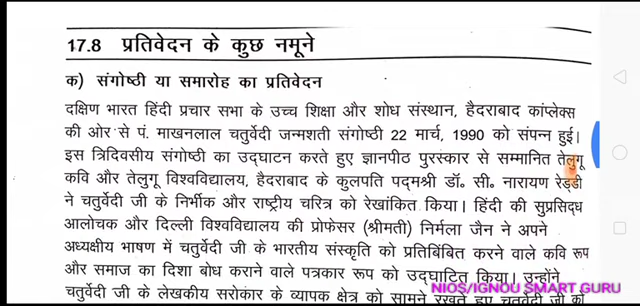 17.8 प्रतिवेदन के कुछ नमूने
क) संगोष्ठी या समारोह का प्रतिवेदन
दक्षिण भारत हिंदी प्रचार सभा के उच्च शिक्षा और शोध संस्थान, हैदराबाद कांप्लेक्स
की ओर से पं. माखनलाल चतुर्वेदी जन्मशती संगोष्ठी 22 मार्च, 1990 को संपन्न हुई।
इस त्रिदिवसीय संगोष्ठी का उद्घाटन करते हुए ज्ञानपीठ पुरस्कार से सम्मानित तेलुगू
कवि और तेलुगू विश्वविद्यालय, हैदराबाद के कुलपति पद्मश्री डॉ. सी. नारायण रेड्डी
ने चतुर्वेदी जी के निर्भीक और राष्ट्रीय चरित्र को रेखांकित किया। हिंदी की सुप्रसिद्ध
आलोचक और दिल्ली विश्वविद्यालय की प्रोफेसर (श्रीमती) निर्मला जैन ने अपने
अध्यक्षीय भाषण में चतुर्वेदी जी के भारतीय संस्कृति को प्रतिबिंबित करने वाले कवि रूप
और समाज का दिशा बोध कराने वाले पत्रकार रूप को उद्घाटित किया। उन्होंने
चतुर्वेदी जी के लेखकीय सरोकार के व्यापक क्षेत्र को सामने रखते हुए चतुर्वेदी जी को
NIOS/IGNOU SMART GURU